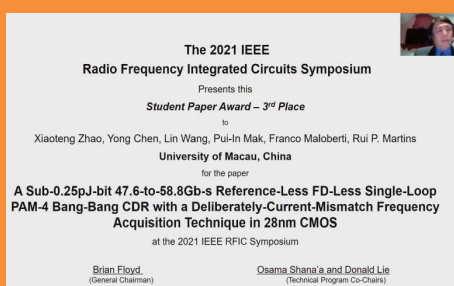 The 2021 IEEE
Radio Frequency Integrated Circuits Symposium
Presents this
Student Paper Award – 3rd Place
to
Xiaoteng Zhao, Yong Chen, Lin Wang, Pui-In Mak, Franco Maloberti, Rui P. Martins
University of Macau, China
for the paper
A Sub-0.25pJ-bit 47.6-to-58.8Gb-s Reference-Less FD-Less Single-Loop
PAM-4 Bang-Bang CDR with a Deliberately-Current-Mismatch Frequency
Acquisition Technique in 28nm CMOS
at the 2021 IEEE RFIC Symposium
Brian Floyd Osama Shana'a and Donald Lie
(General Chairman) (Technical Program Co-Chairs)